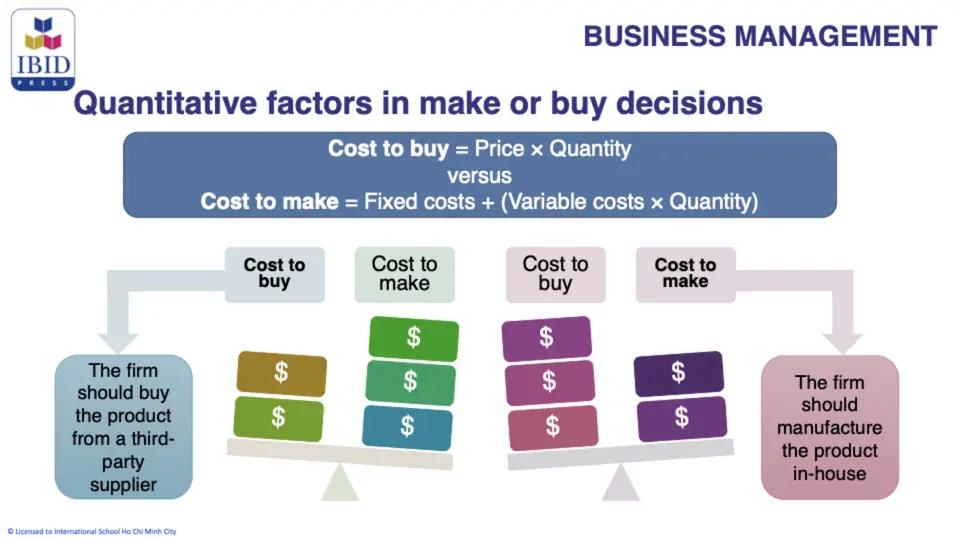 IBID
PRESS
BUSINESS MANAGEMENT
Quantitative factors in make or buy decisions
Cost to buy = Price × Quantity
versus
Cost to make = Fixed costs + (Variable costs × Quantity)
Cost to
buy
Cost to
make
Cost to
buy
Cost to
make
$
$
$
$
$
$
$
$
$
$
The firm
should buy
the product
from a third-
party
supplier
The firm
should
manufacture
the product
in-house
© Licensed to International School Ho Chi Minh City